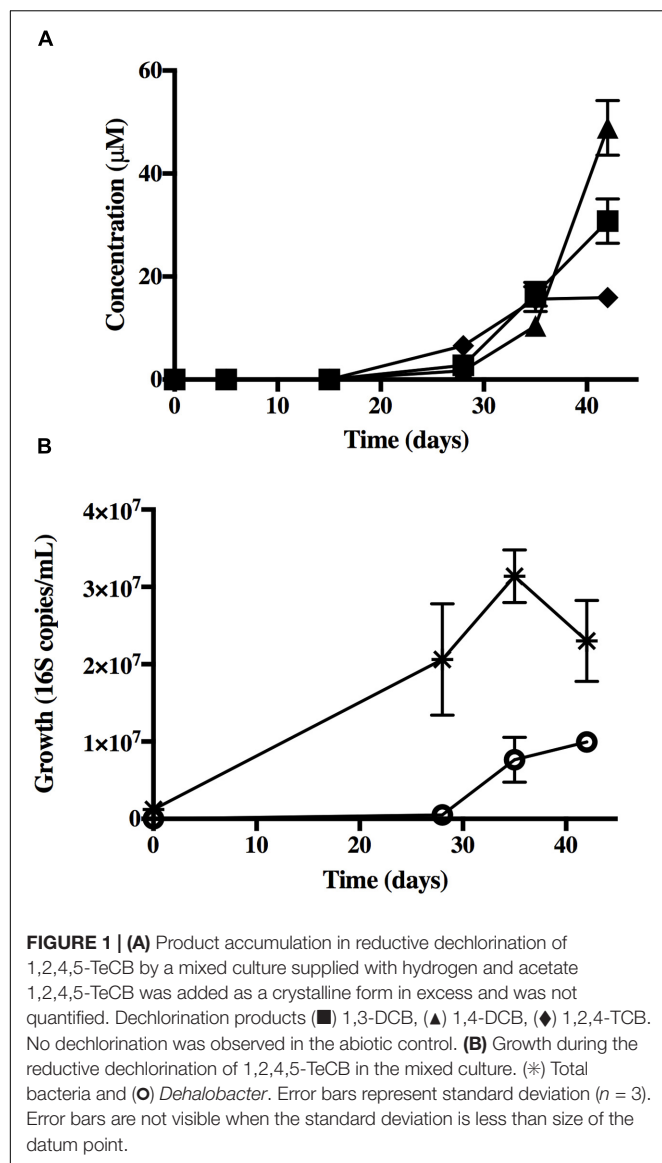 A
60
40
20
0
Concentration (μM)
0 10 20 30 40
Time (days)
B
4×10⁷
3×10⁷
2×10⁷
1×10⁷
0
Growth (16S copies/mL)
0 10 20 30 40
Time (days)
FIGURE 1 | (A) Product accumulation in reductive dechlorination of
1,2,4,5-TeCB by a mixed culture supplied with hydrogen and acetate
1,2,4,5-TeCB was added as a crystalline form in excess and was not
quantified. Dechlorination products (■) 1,3-DCB, (▲) 1,4-DCB, (♦) 1,2,4-TCB.
No dechlorination was observed in the abiotic control. (B) Growth during the
reductive dechlorination of 1,2,4,5-TeCB in the mixed culture. (✳) Total
bacteria and (O) Dehalobacter. Error bars represent standard deviation (n = 3).
Error bars are not visible when the standard deviation is less than size of the
datum point.